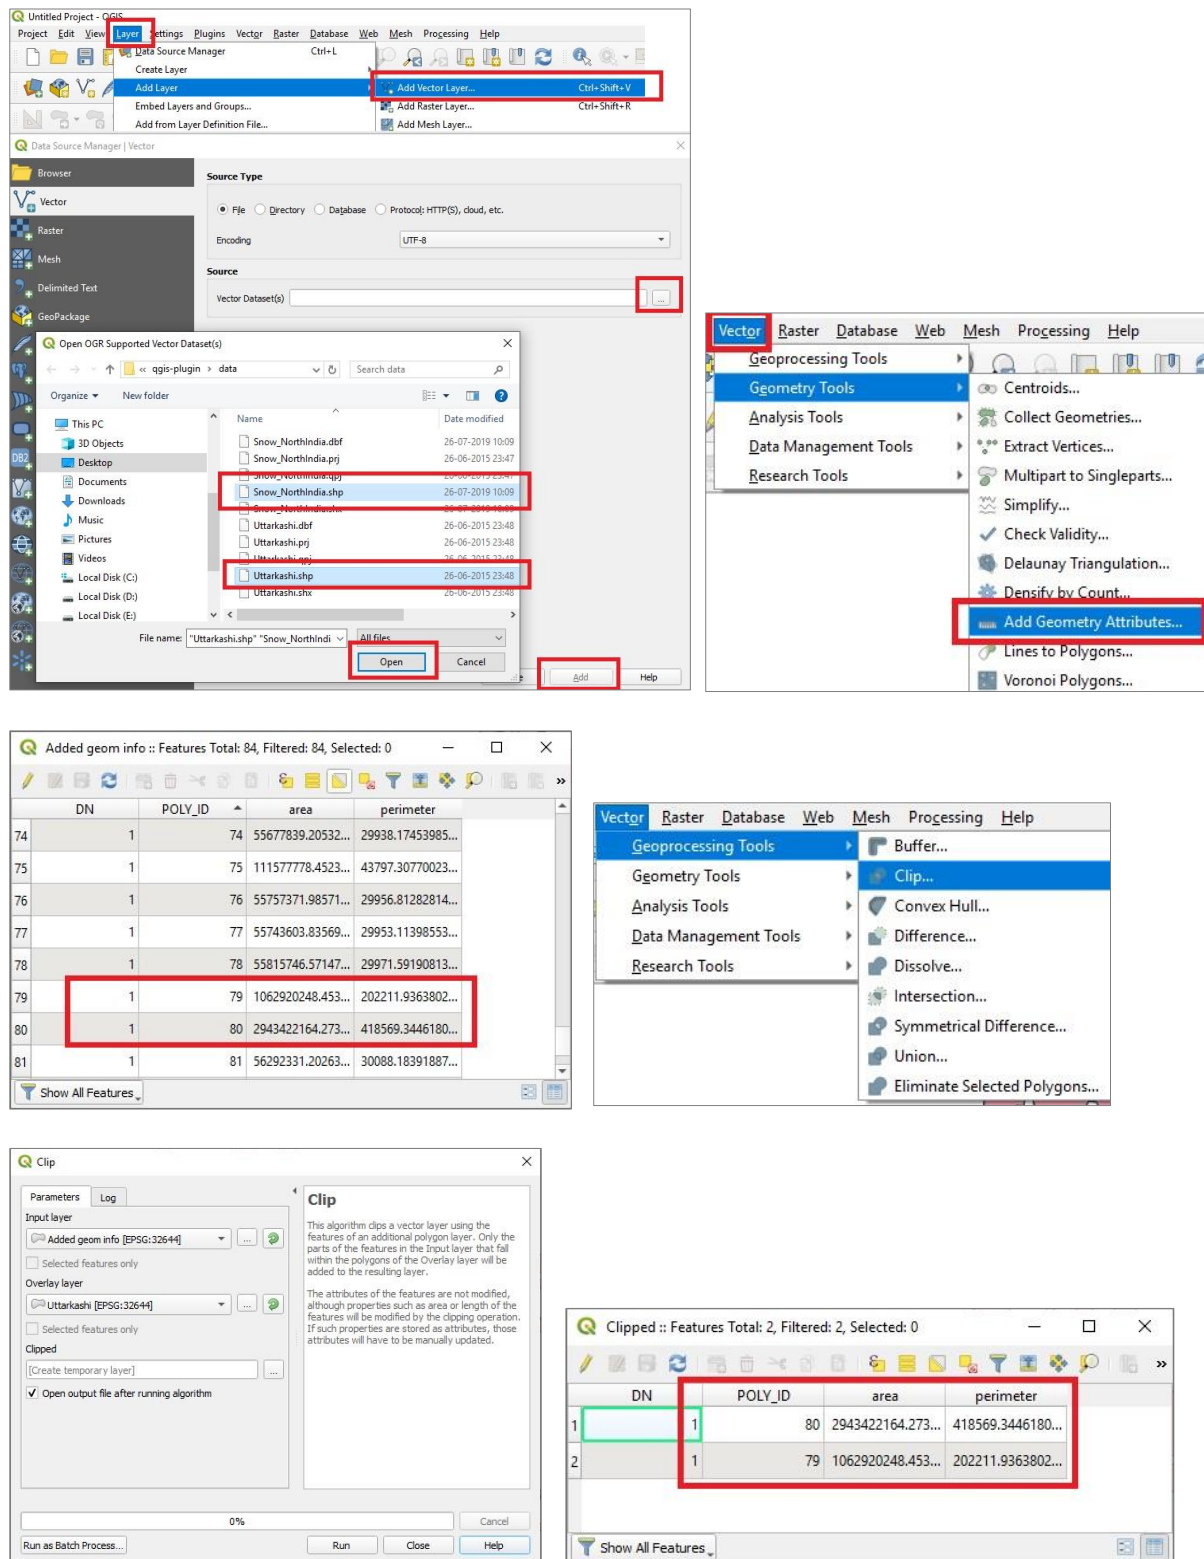 Untitled Project - QGIS
Project Edit View Layer Settings Plugins Vector Raster Database Web Mesh Processing Help
Data Source Manager Ctrl+L
Create Layer
Add Layer
Add Vector Layer... Ctrl+Shift+V
Embed Layers and Groups...
Add Raster Layer... Ctrl+Shift+R
Add from Layer Definition File...
Add Mesh Layer...
Data Source Manager | Vector
Browser
Vector
Raster
Mesh
Delimited Text
GeoPackage
Source Type
File Directory Database Protocol: HTTP(S), cloud, etc.
Encoding UTF-8
Source
Vector Dataset(s) ...
Open OGR Supported Vector Dataset(s)
« qgis-plugin > data Search data
Organize New folder
This PC
3D Objects
Desktop
Documents
Downloads
Music
Pictures
Videos
Local Disk (C:)
Local Disk (D:)
Local Disk (E:)
Name Date modified
Snow_NorthIndia.dbf 26-07-2019 10:09
Snow_NorthIndia.prj 26-06-2015 23:47
Snow_NorthIndia.qpj 26-06-2015 23:47
Snow_NorthIndia.shp 26-07-2019 10:09
Snow_NorthIndia.shx 26-07-2019 10:09
Uttarkashi.dbf 26-06-2015 23:48
Uttarkashi.prj 26-06-2015 23:48
Uttarkashi.qpj 26-06-2015 23:48
Uttarkashi.shp 26-06-2015 23:48
Uttarkashi.shx 26-06-2015 23:48
File name: "Uttarkashi.shp" "Snow_NorthIndi All files
Open Cancel
Add Help
DB2
Vector Raster Database Web Mesh Processing Help
Geoprocessing Tools
Geometry Tools
Analysis Tools
Data Management Tools
Research Tools
Centroids...
Collect Geometries...
Extract Vertices...
Multipart to Singleparts...
Simplify...
Check Validity...
Delaunay Triangulation...
Densify by Count...
Add Geometry Attributes...
Lines to Polygons...
Voronoi Polygons...
Added geom info :: Features Total: 84, Filtered: 84, Selected: 0
DN POLY_ID area perimeter
74 1 74 55677839.20532... 29938.17453985...
75 1 75 111577778.4523... 43797.30770023...
76 1 76 55757371.98571... 29956.81282814...
77 1 77 55743603.83569... 29953.11398553...
78 1 78 55815746.57147... 29971.59190813...
79 1 79 1062920248.453... 202211.9363802...
80 1 80 2943422164.273... 418569.3446180...
81 1 81 56292331.20263... 30088.18391887...
Show All Features
Vector Raster Database Web Mesh Processing Help
Geoprocessing Tools
Geometry Tools
Analysis Tools
Data Management Tools
Research Tools
Buffer...
Clip...
Convex Hull...
Difference...
Dissolve...
Intersection...
Symmetrical Difference...
Union...
Eliminate Selected Polygons...
Clip
Parameters Log
Input layer
Added geom info [EPSG:32644] ...
Selected features only
Overlay layer
Uttarkashi [EPSG:32644] ...
Selected features only
Clipped
[Create temporary layer] ...
Open output file after running algorithm
Clip
This algorithm clips a vector layer using the
features of an additional polygon layer. Only the
parts of the features in the Input layer that fall
within the polygons of the Overlay layer will be
added to the resulting layer.
The attributes of the features are not modified,
although properties such as area or length of the
features will be modified by the clipping operation.
If such properties are stored as attributes, those
attributes will have to be manually updated.
0% Cancel
Run as Batch Process... Run Close Help
Clipped :: Features Total: 2, Filtered: 2, Selected: 0
DN POLY_ID area perimeter
1 1 80 2943422164.273... 418569.3446180...
2 1 79 1062920248.453... 202211.9363802...
Show All Features